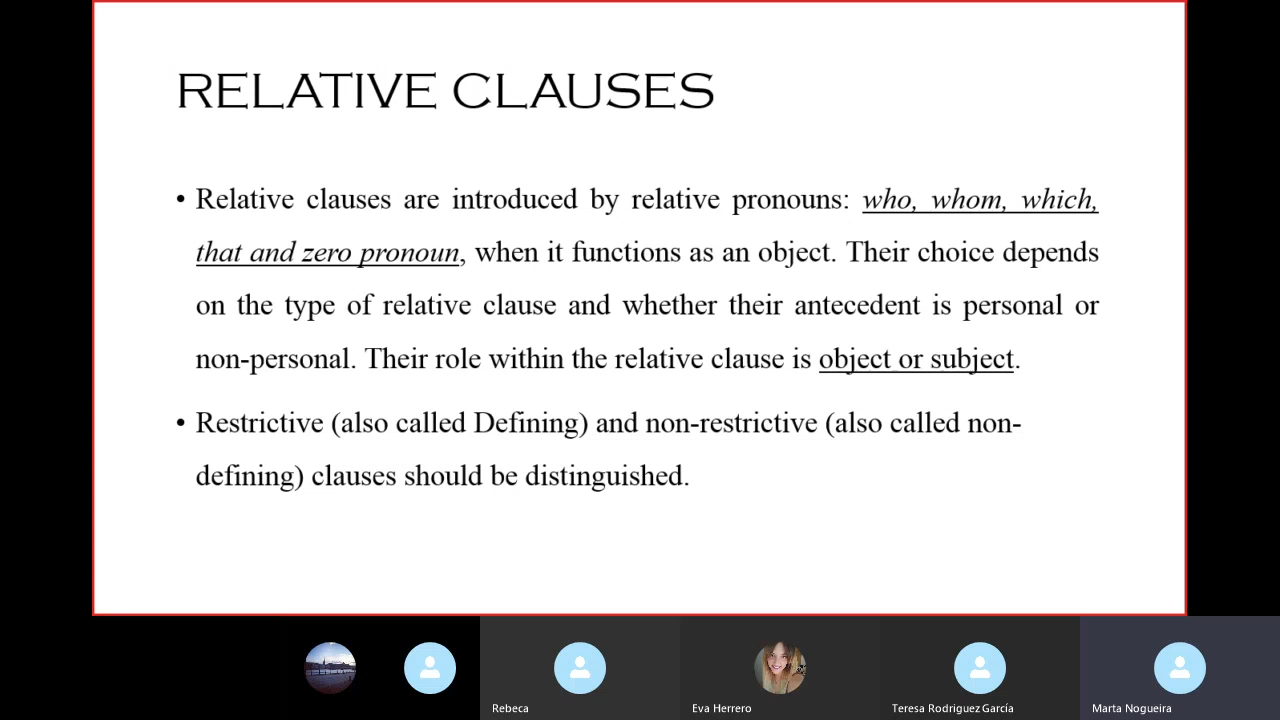 RELATIVE CLAUSES
• Relative clauses are introduced by relative pronouns: who, whom, which,
that and zero pronoun, when it functions as an object. Their choice depends
on the type of relative clause and whether their antecedent is personal or
non-personal. Their role within the relative clause is object or subject.
• Restrictive (also called Defining) and non-restrictive (also called non-
defining) clauses should be distinguished.
Rebeca
Eva Herrero
Teresa Rodriguez García
Marta Nogueira